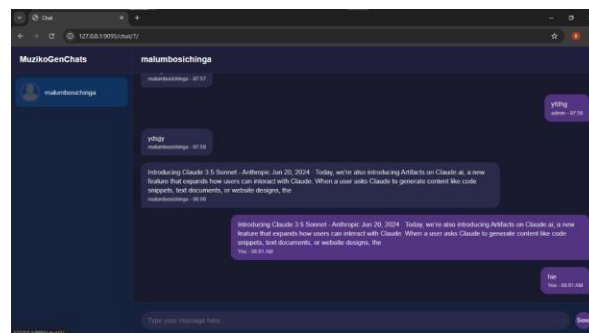 Chat
127.0.0.1:9093/chat/7/
MuzikoGenChats
malumbosichinga
malumbosichinga
malumbosichinga - 07:57
yfthg
admin - 07:58
malumbosichinga - 07:59
Introducing Claude 3.5 Sonnet - Anthropic Jun 20, 2024 · Today, we're also introducing Artifacts on Claude.ai, a new
feature that expands how users can interact with Claude. When a user asks Claude to generate content like code
snippets, text documents, or website designs, the
malumbosichinga - 08:00
Introducing Claude 3.5 Sonnet - Anthropic Jun 20, 2024 · Today, we're also introducing Artifacts on Claude.ai, a new
feature that expands how users can interact with Claude. When a user asks Claude to generate content like code
snippets, text documents, or website designs, the
You - 08:01 AM
hie
You - 08:01 AM
Type your message here
Send